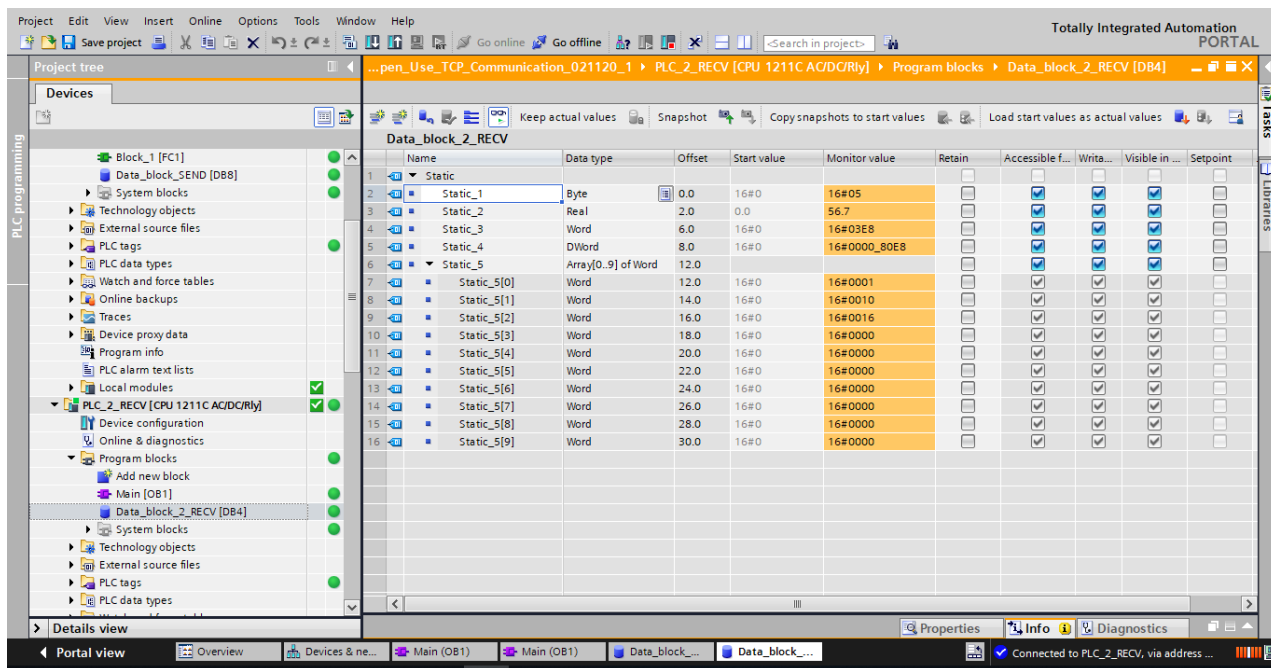 Project Edit View Insert Online Options Tools Window Help
Totally Integrated Automation
PORTAL
Save project Go online Go offline <Search in project>
Project tree
...pen_Use_TCP_Communication_021120_1 PLC_2_RECV [CPU 1211C AC/DC/Rly] Program blocks Data_block_2_RECV [DB4]
Devices
Keep actual values Snapshot Copy snapshots to start values Load start values as actual values
Data_block_2_RECV
Name Data type Offset Start value Monitor value Retain Accessible f... Writa... Visible in ... Setpoint
1 Static
2 Static_1 Byte 0.0 16#0 16#05
3 Static_2 Real 2.0 0.0 56.7
4 Static_3 Word 6.0 16#0 16#03E8
5 Static_4 DWord 8.0 16#0 16#0000_80E8
6 Static_5 Array[0..9] of Word 12.0
7 Static_5[0] Word 12.0 16#0 16#0001
8 Static_5[1] Word 14.0 16#0 16#0010
9 Static_5[2] Word 16.0 16#0 16#0016
10 Static_5[3] Word 18.0 16#0 16#0000
11 Static_5[4] Word 20.0 16#0 16#0000
12 Static_5[5] Word 22.0 16#0 16#0000
13 Static_5[6] Word 24.0 16#0 16#0000
14 Static_5[7] Word 26.0 16#0 16#0000
15 Static_5[8] Word 28.0 16#0 16#0000
16 Static_5[9] Word 30.0 16#0 16#0000
Block_1 [FC1]
Data_block_SEND [DB8]
System blocks
Technology objects
External source files
PLC tags
PLC data types
Watch and force tables
Online backups
Traces
Device proxy data
Program info
PLC alarm text lists
Local modules
PLC_2_RECV [CPU 1211C AC/DC/Rly]
Device configuration
Online & diagnostics
Program blocks
Add new block
Main [OB1]
Data_block_2_RECV [DB4]
System blocks
Technology objects
External source files
PLC tags
PLC data types
PLC programming
Tasks
Libraries
Details view
Properties Info Diagnostics
Portal view Overview Devices & ne... Main (OB1) Main (OB1) Data_block_... Data_block_... Connected to PLC_2_RECV, via address ...